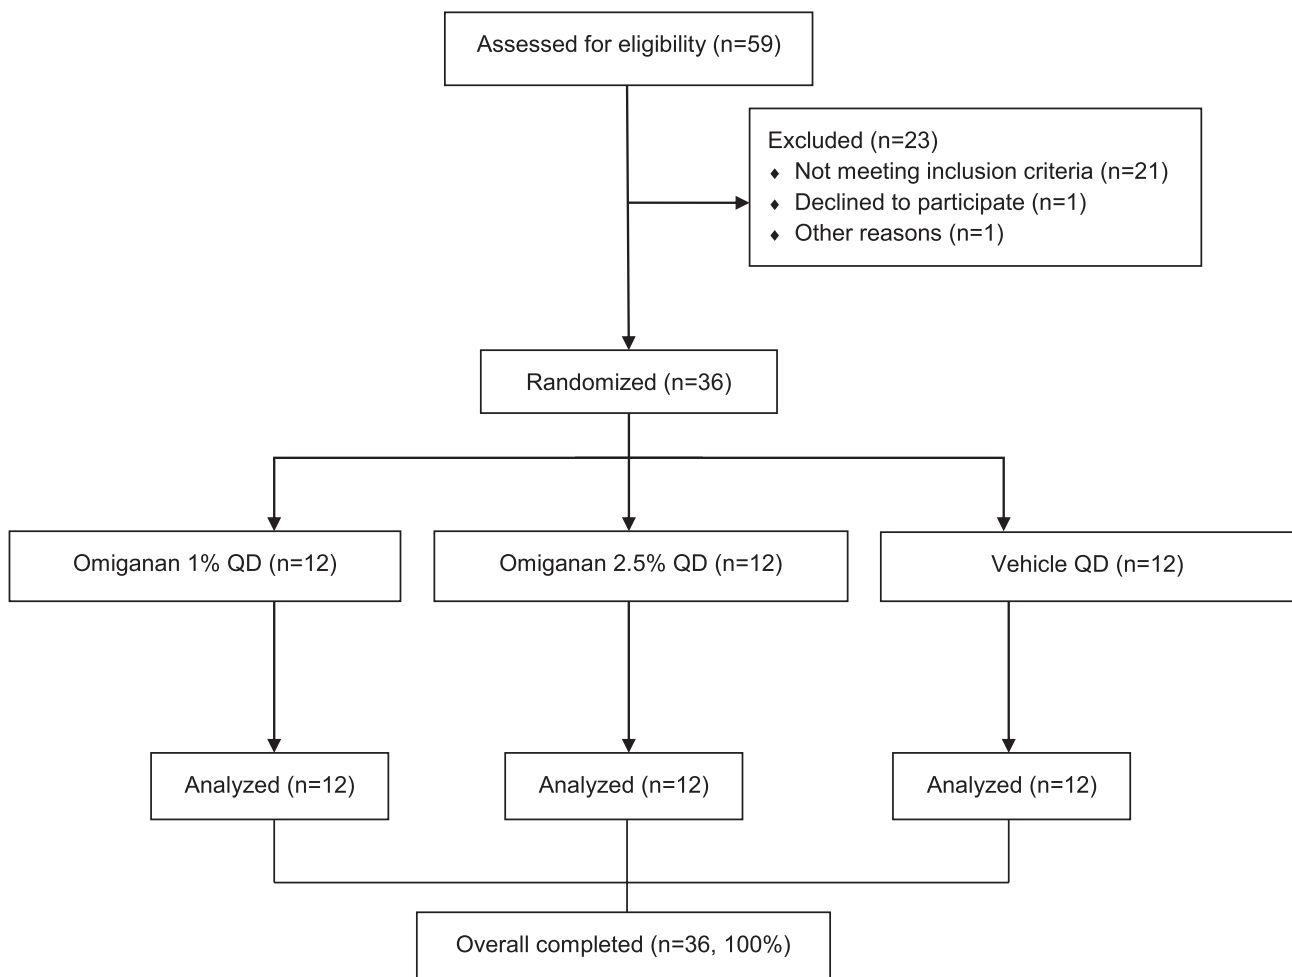 Assessed for eligibility (n=59)
Excluded (n=23)
♦ Not meeting inclusion criteria (n=21)
♦ Declined to participate (n=1)
♦ Other reasons (n=1)
Randomized (n=36)
Omiganan 1% QD (n=12)
Omiganan 2.5% QD (n=12)
Vehicle QD (n=12)
Analyzed (n=12)
Analyzed (n=12)
Analyzed (n=12)
Overall completed (n=36, 100%)